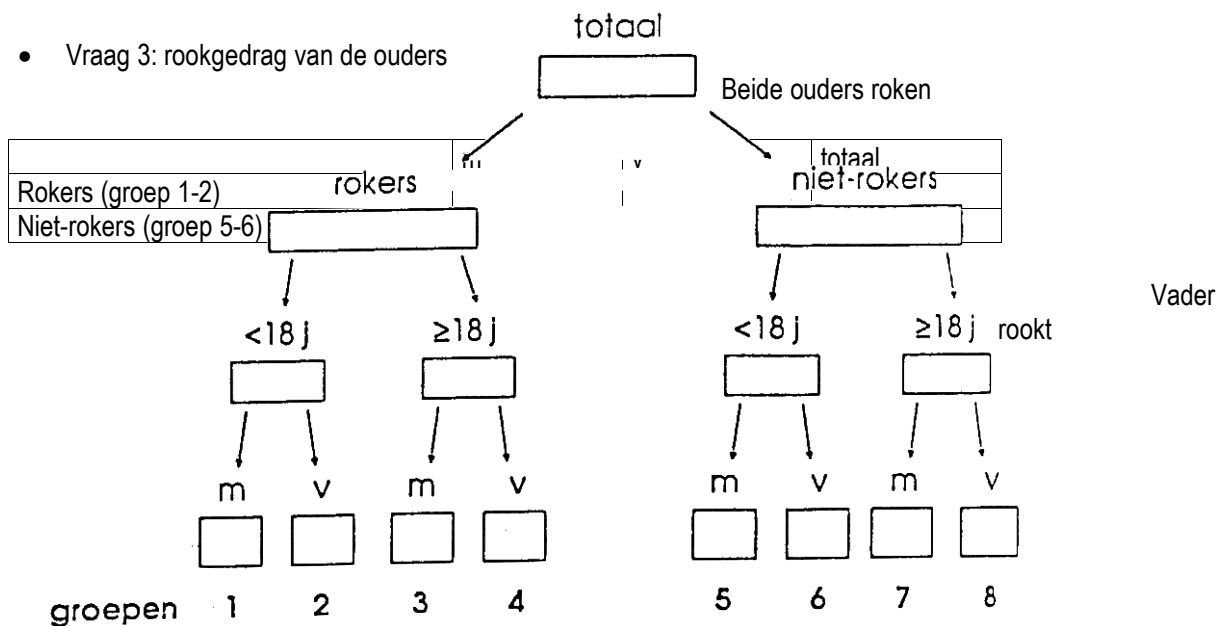 totaal
• Vraag 3: rookgedrag van de ouders
Beide ouders roken
m v totaal
Rokers (groep 1-2) rokers niet-rokers
Niet-rokers (groep 5-6)
Vader
<18 j ≥18 j <18 j ≥18 j rookt
m v m v m v m v
groepen 1 2 3 4 5 6 7 8